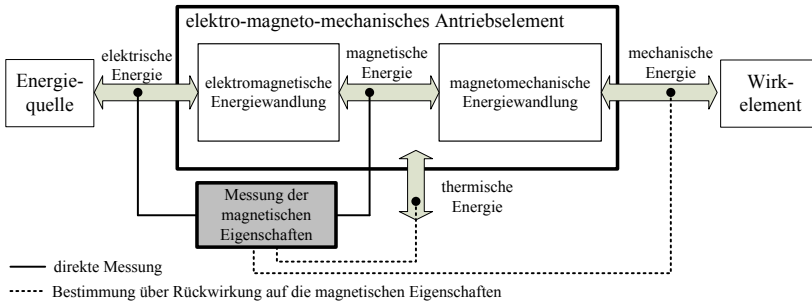 elektro-magneto-mechanisches Antriebselement
elektrische
Energie
magnetische
Energie
mechanische
Energie
Energie-
quelle
elektromagnetische
Energiewandlung
magnetomechanische
Energiewandlung
Wirk-
element
thermische
Energie
Messung der
magnetischen
Eigenschaften
direkte Messung
Bestimmung über Rückwirkung auf die magnetischen Eigenschaften